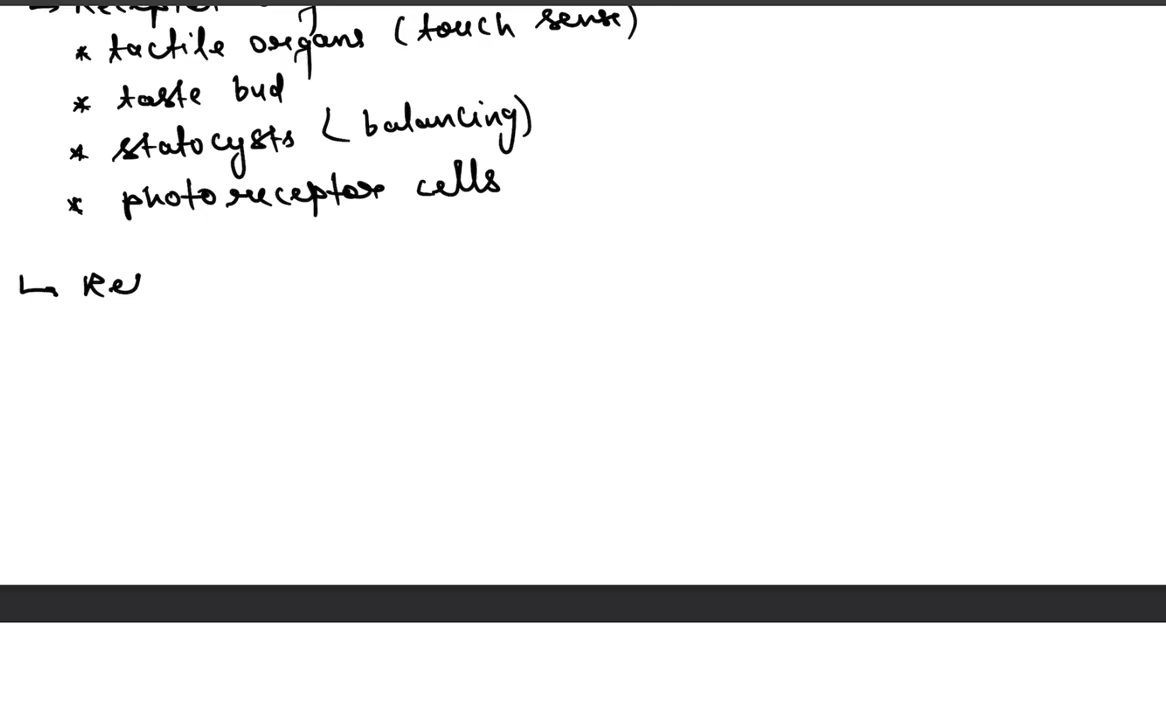 * tactile organs (touch sense)
* taste bud
* statocysts (balancing)
* photoreceptor cells
↳ Re